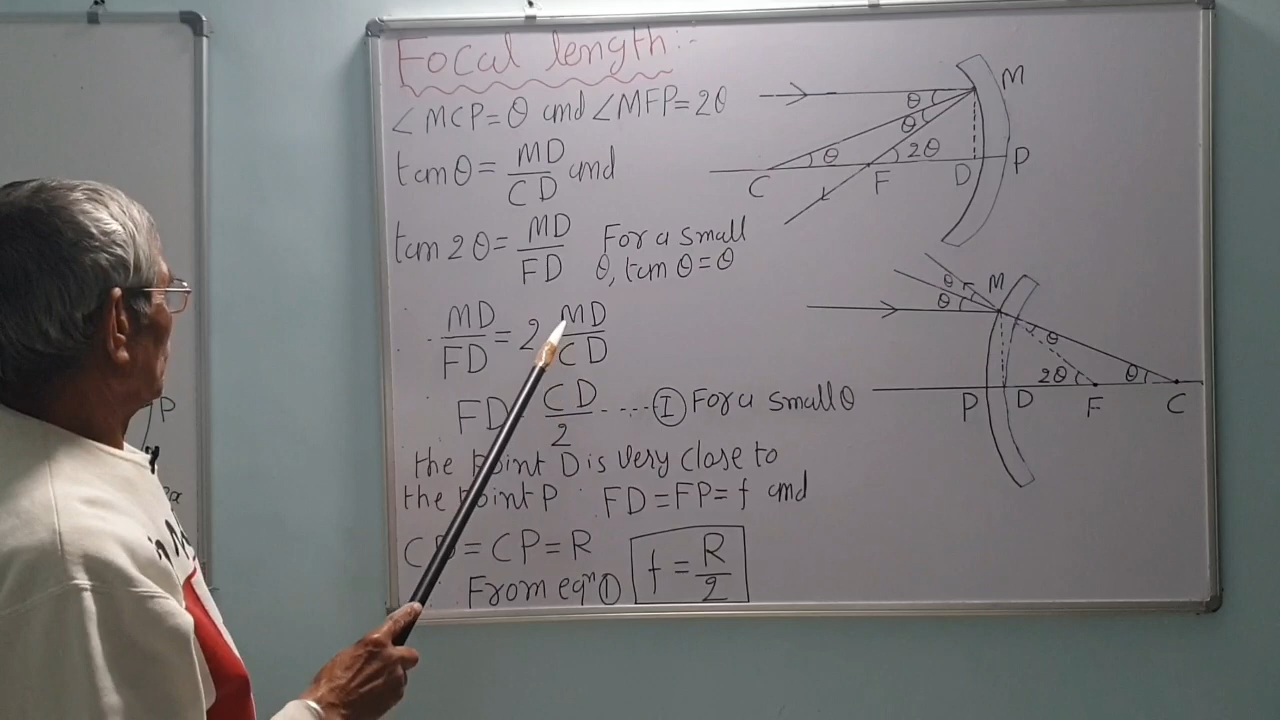 Focal length:-
∠MCP=θ and ∠MFP=2θ
tanθ= MD/CD and
tan 2θ= MD/FD For a small
θ, tan θ=θ
MD/FD = 2 MD/CD
FD CD/2 ..... Ⓘ For a small θ
the point D is very close to
the point P FD=FP=f and
CD=CP=R
From eqⁿ① f = R/2
M
θ
θ
θ
2θ
C
F
D
P
M
θ
θ
θ
2θ
θ
P
D
F
C
P